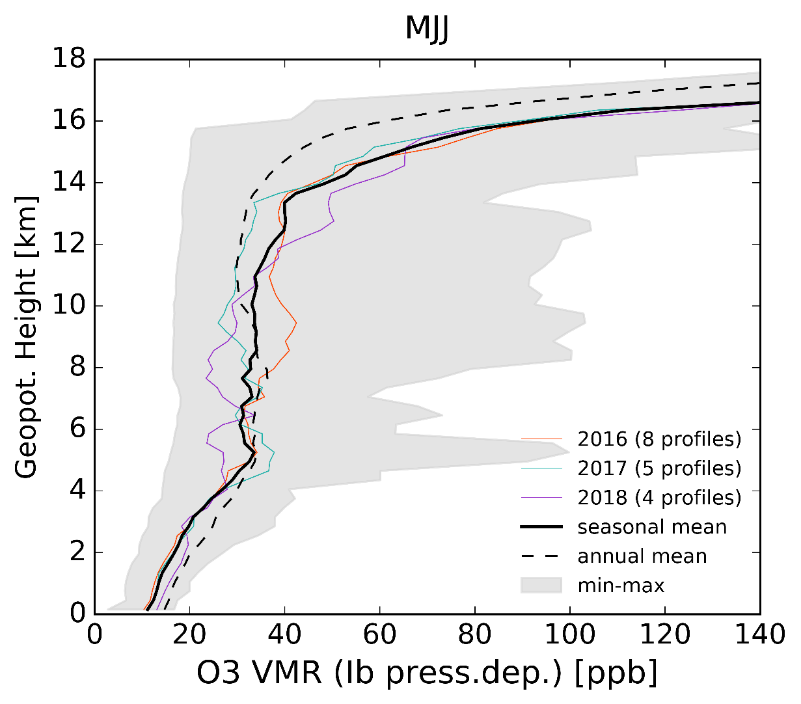 MJJ
Geopot. Height [km]
18
16
14
12
10
8
6
4
2
0
2016 (8 profiles)
2017 (5 profiles)
2018 (4 profiles)
seasonal mean
annual mean
min-max
0 20 40 60 80 100 120 140
O3 VMR (Ib press.dep.) [ppb]